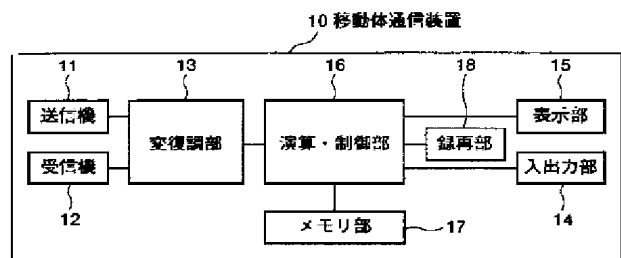 10 移動体通信装置
11
13
16
18
15
送信機
変復調部
演算・制御部
録再部
表示部
受信機
入出力部
12
メモリ部
17
14